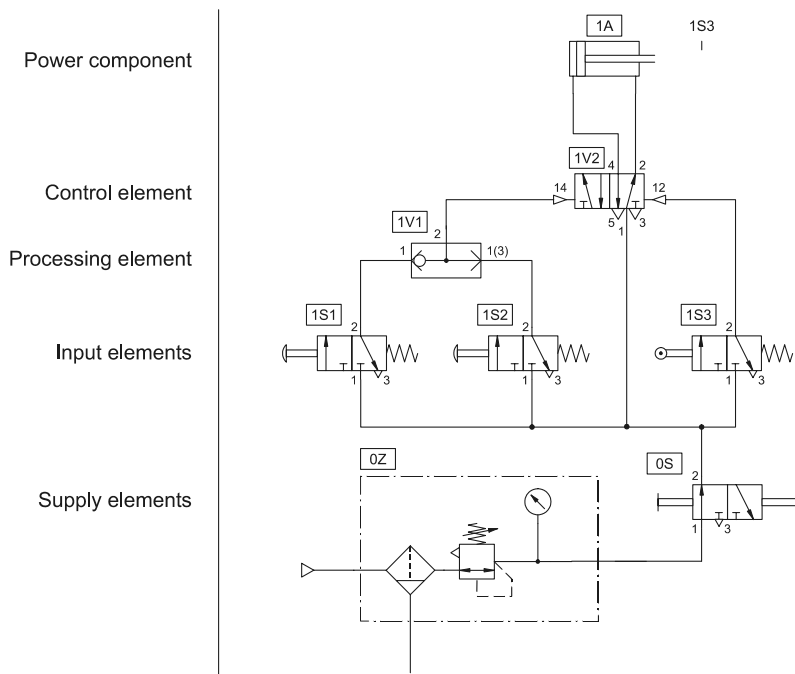 1A
1S3
Power component
1V2
4
2
Control element
14
12
5
1
3
1V1
2
Processing element
1
1(3)
1S1
1S2
1S3
2
2
2
Input elements
1
3
1
3
1
3
0Z
0S
2
Supply elements
1
3